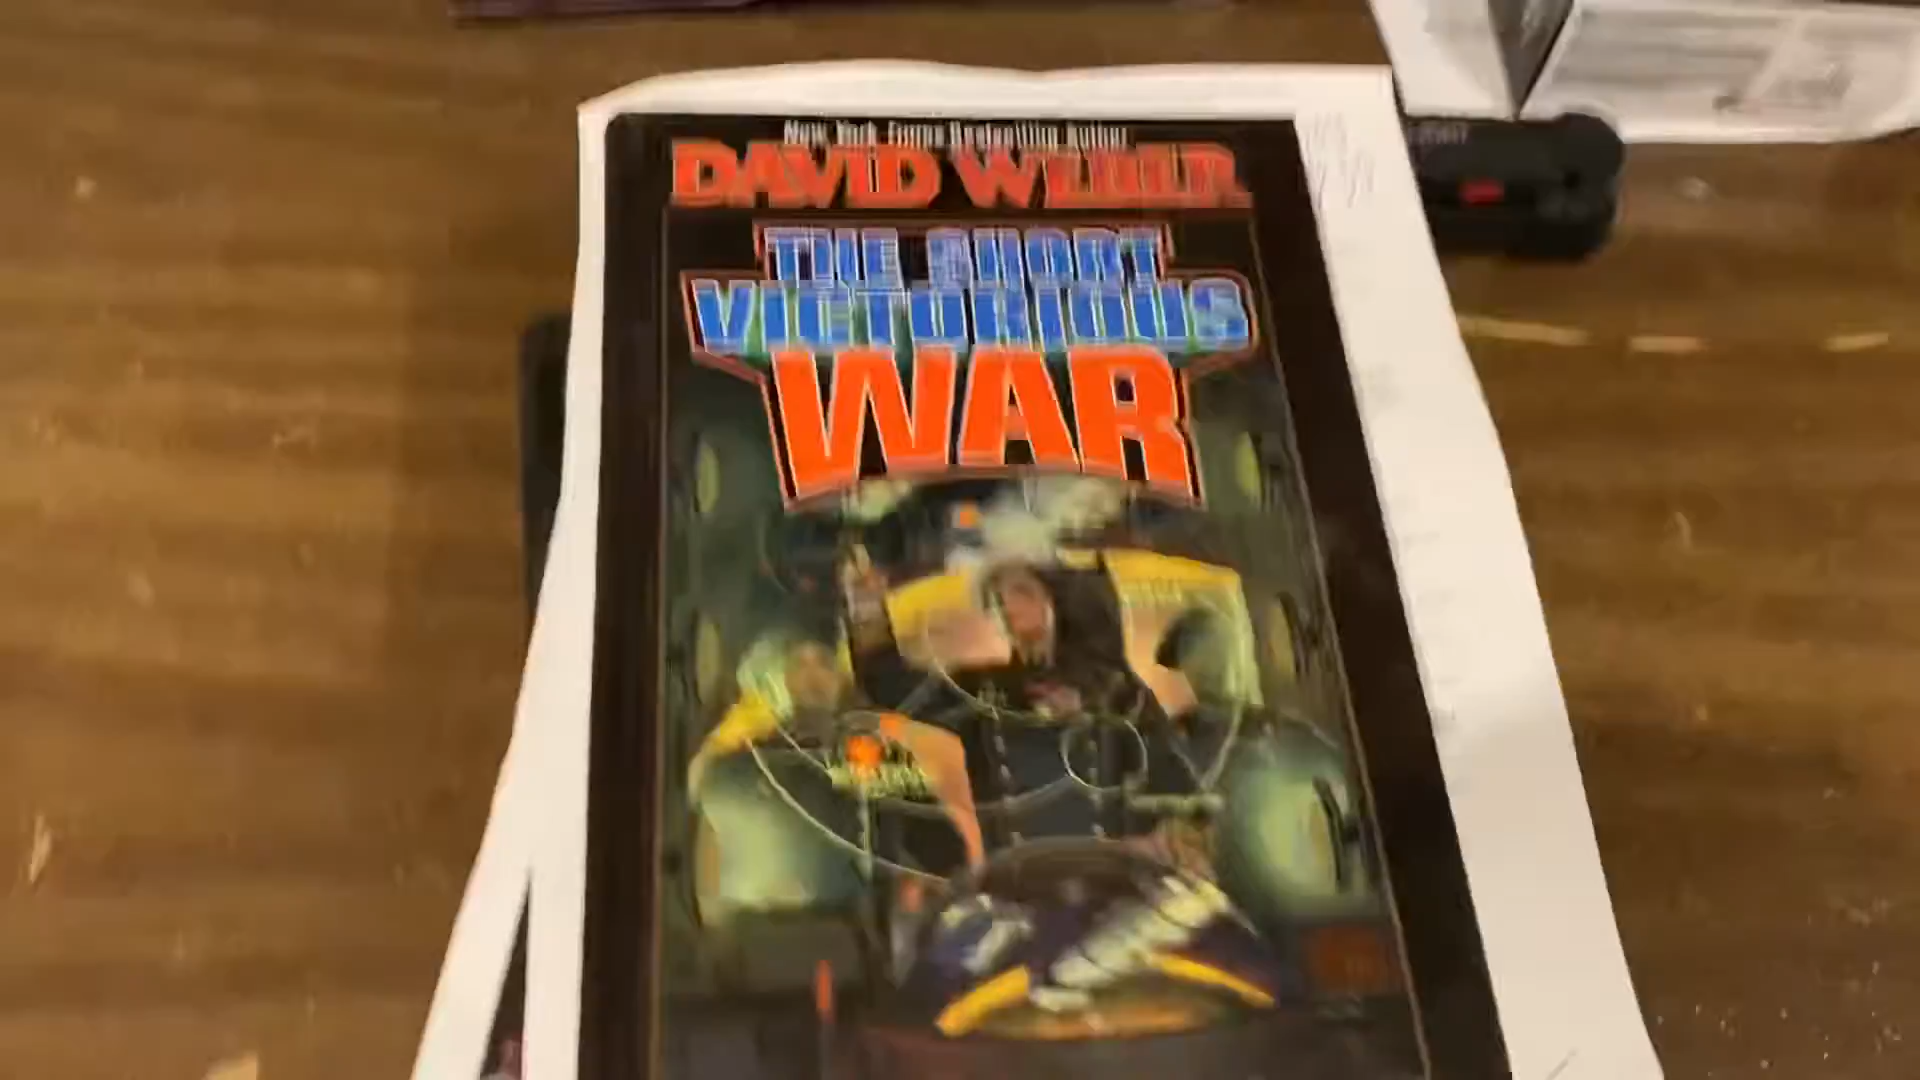 New York Times Bestselling Author
DAVID WEBER
THE SHORT
VICTORIOUS
WAR